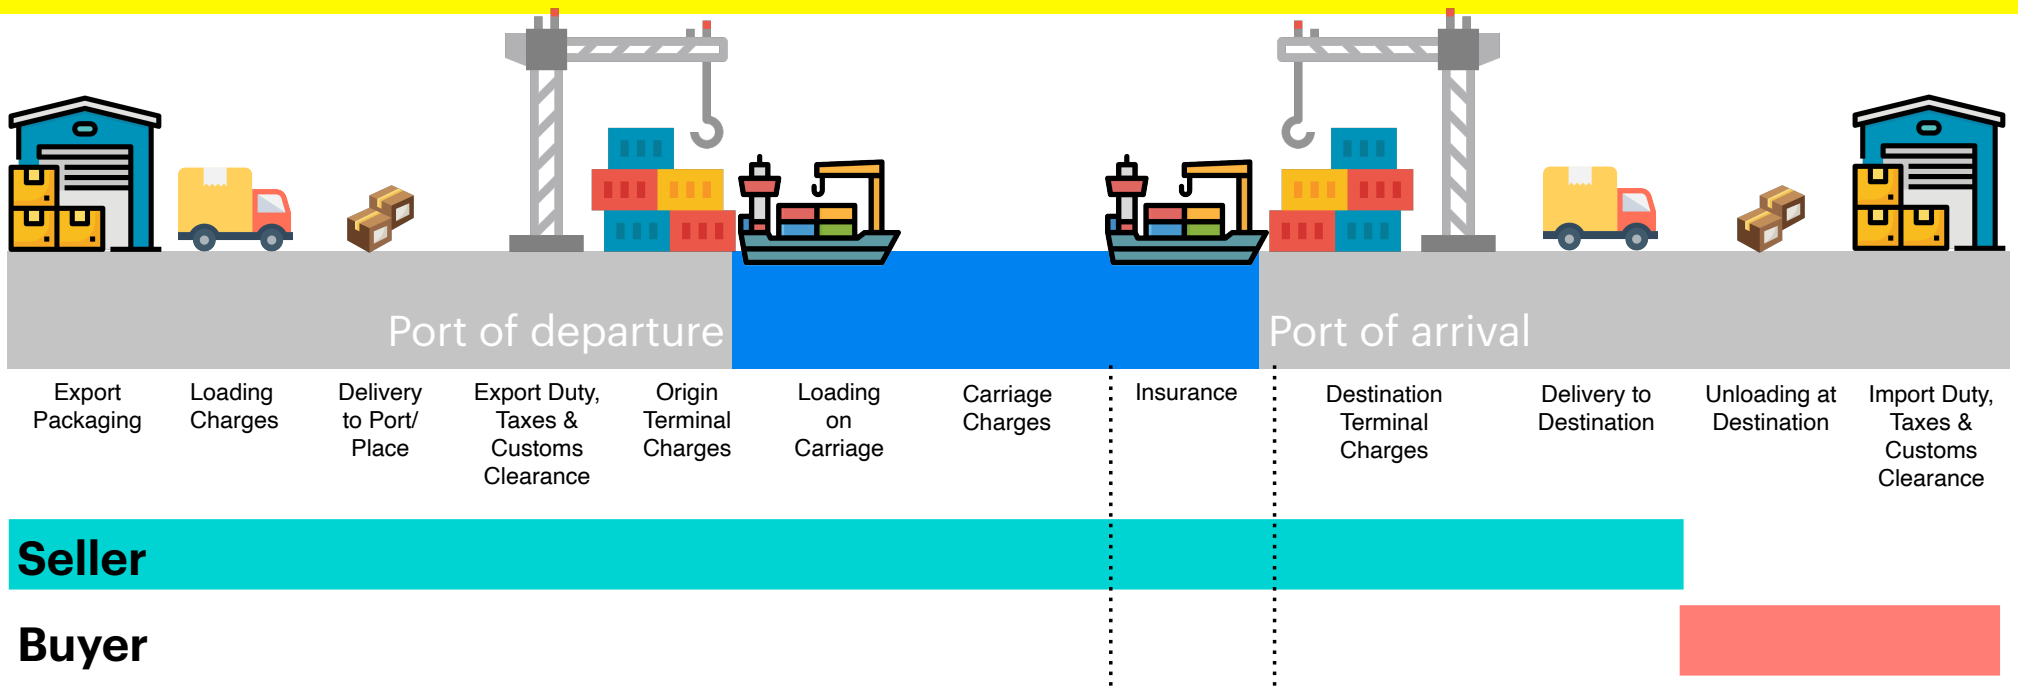 Port of departure
Port of arrival
Export
Packaging
Loading
Charges
Delivery
to Port/
Place
Export Duty,
Taxes &
Customs
Clearance
Origin
Terminal
Charges
Loading
on
Carriage
Carriage
Charges
Insurance
Destination
Terminal
Charges
Delivery to
Destination
Unloading at
Destination
Import Duty,
Taxes &
Customs
Clearance
Seller
Buyer